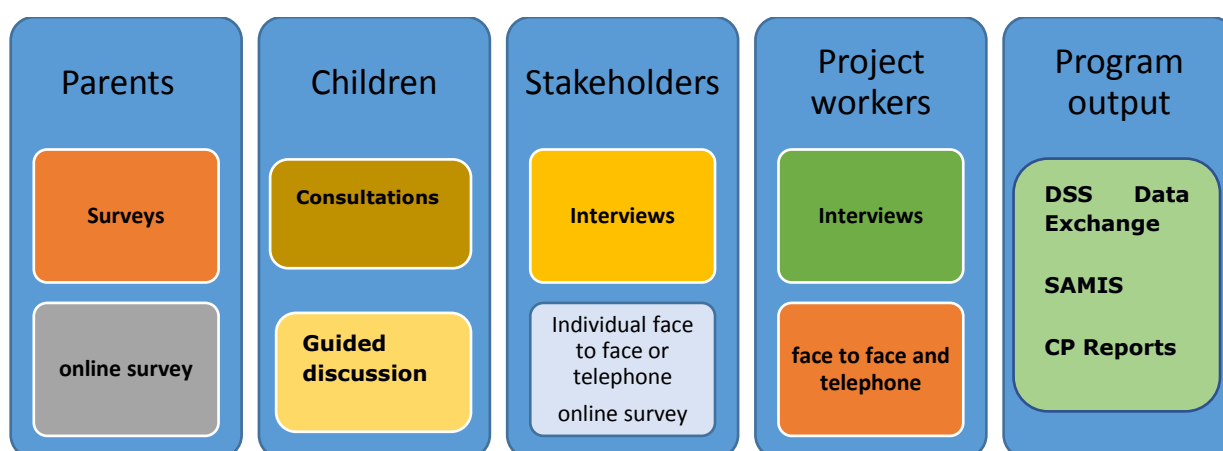 Parents
Surveys
online survey
Children
Consultations
Guided
discussion
Stakeholders
Interviews
Individual face
to face or
telephone
online survey
Project
workers
Interviews
face to face and
telephone
Program
output
DSS Data
Exchange
SAMIS
CP Reports